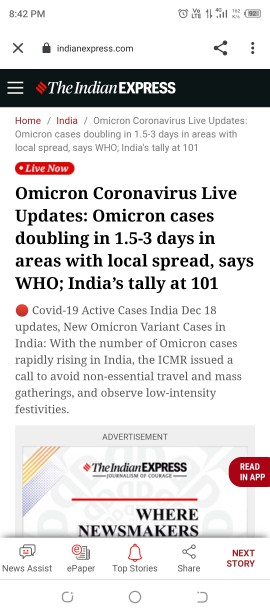 8:42 PM
Vo LTE 4G
indianexpress.com
The Indian EXPRESS
Home / India / Omicron Coronavirus Live Updates:
Omicron cases doubling in 1.5-3 days in areas with
local spread, says WHO; India's tally at 101
• Live Now
Omicron Coronavirus Live
Updates: Omicron cases
doubling in 1.5-3 days in
areas with local spread, says
WHO; India’s tally at 101
Covid-19 Active Cases India Dec 18
updates, New Omicron Variant Cases in
India: With the number of Omicron cases
rapidly rising in India, the ICMR issued a
call to avoid non-essential travel and mass
gatherings, and observe low-intensity
festivities.
ADVERTISEMENT
The Indian EXPRESS
JOURNALISM OF COURAGE
READ
IN APP
WHERE
NEWSMAKERS
News Assist
ePaper
Top Stories
Share
NEXT
STORY